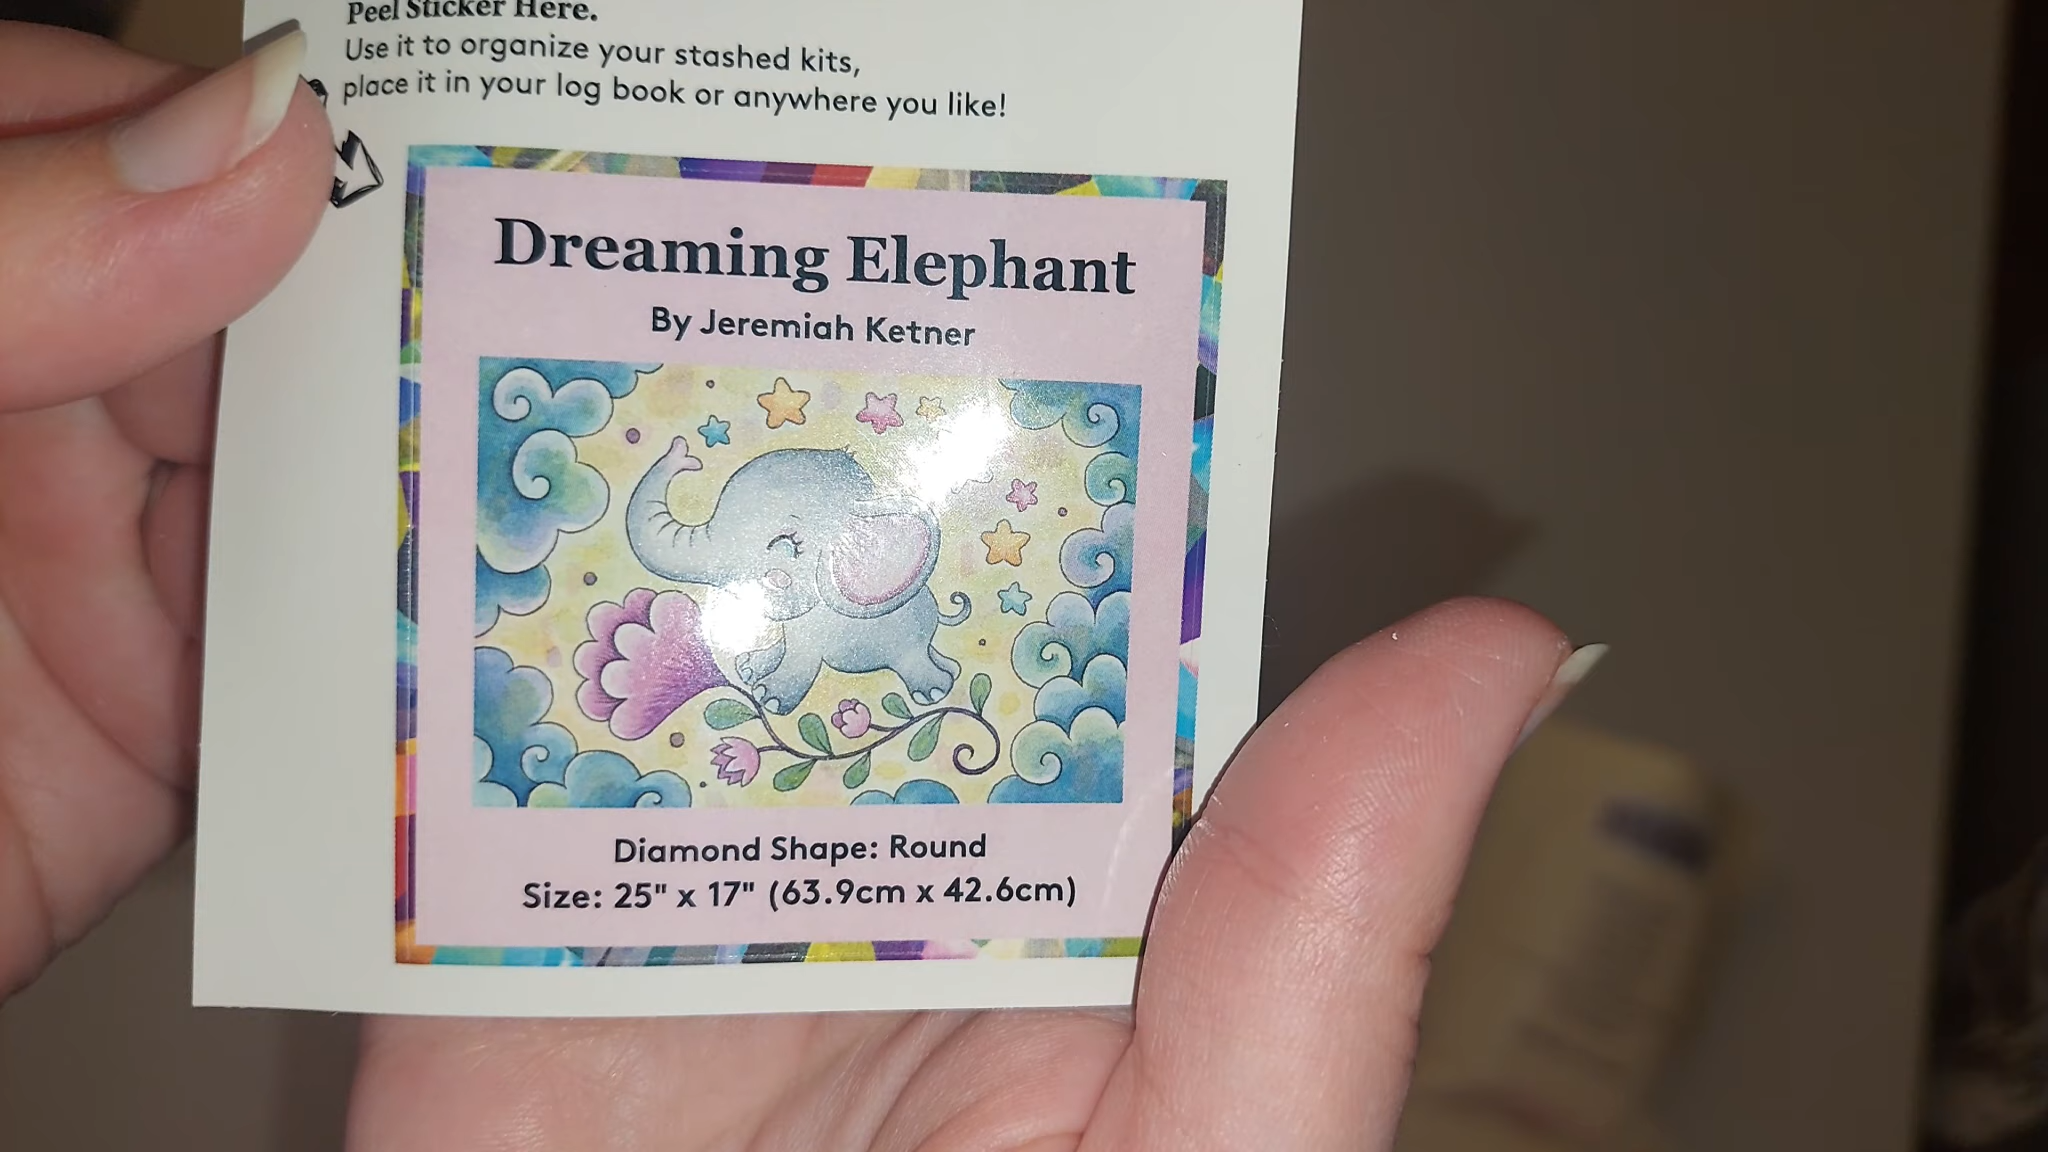 Peel Sticker Here.
Use it to organize your stashed kits,
place it in your log book or anywhere you like!
Dreaming Elephant
By Jeremiah Ketner
Diamond Shape: Round
Size: 25" x 17" (63.9cm x 42.6cm)